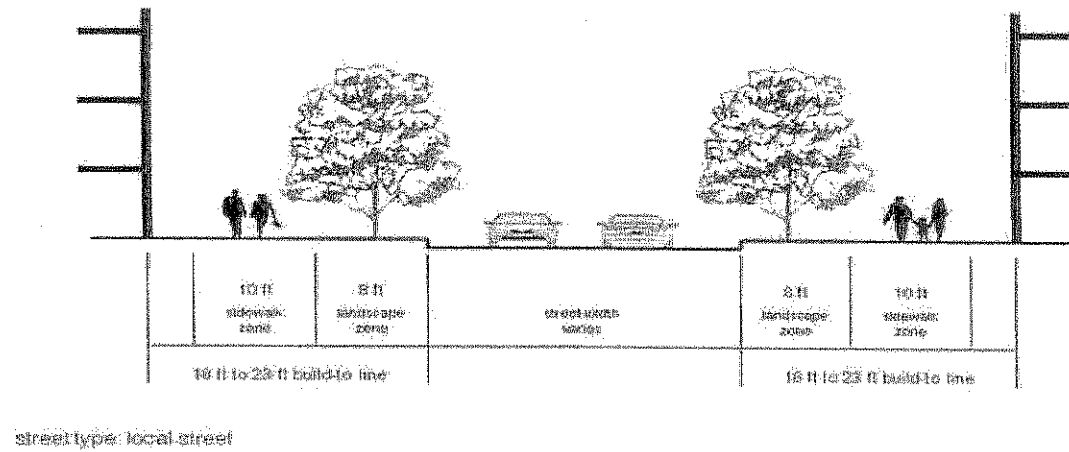 10 ft
sidewalk
zone
8 ft
landscape
zone
street width
varies
8 ft
landscape
zone
10 ft
sidewalk
zone
18 ft to 23 ft build-to line
18 ft to 23 ft build-to line
street type: local street